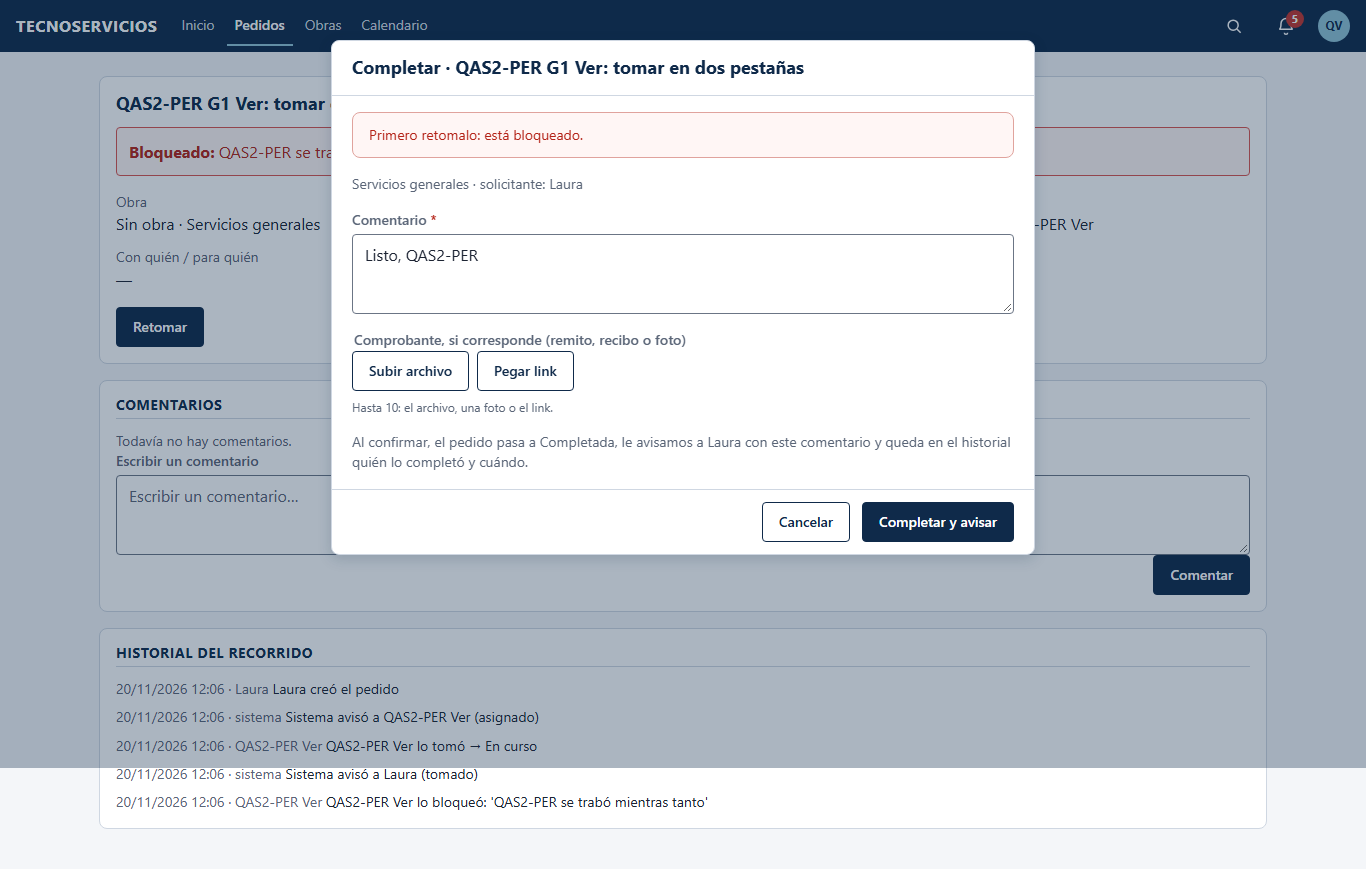 TECNOSERVICIOS Inicio Pedidos Obras Calendario 5 QV
Completar · QAS2-PER G1 Ver: tomar en dos pestañas
Primero retomalo: está bloqueado.
Servicios generales · solicitante: Laura
Comentario *
Listo, QAS2-PER
Comprobante, si corresponde (remito, recibo o foto)
Subir archivo Pegar link
Hasta 10: el archivo, una foto o el link.
Al confirmar, el pedido pasa a Completada, le avisamos a Laura con este comentario y queda en el historial
quién lo completó y cuándo.
Cancelar Completar y avisar
QAS2-PER G1 Ver: tomar
Bloqueado: QAS2-PER se
Obra
Sin obra · Servicios generales
-PER Ver
Con quién / para quién
—
Retomar
COMENTARIOS
Todavía no hay comentarios.
Escribir un comentario
Escribir un comentario...
Comentar
HISTORIAL DEL RECORRIDO
20/11/2026 12:06 · Laura Laura creó el pedido
20/11/2026 12:06 · sistema Sistema avisó a QAS2-PER Ver (asignado)
20/11/2026 12:06 · QAS2-PER Ver QAS2-PER Ver lo tomó → En curso
20/11/2026 12:06 · sistema Sistema avisó a Laura (tomado)
20/11/2026 12:06 · QAS2-PER Ver QAS2-PER Ver lo bloqueó: 'QAS2-PER se trabó mientras tanto'